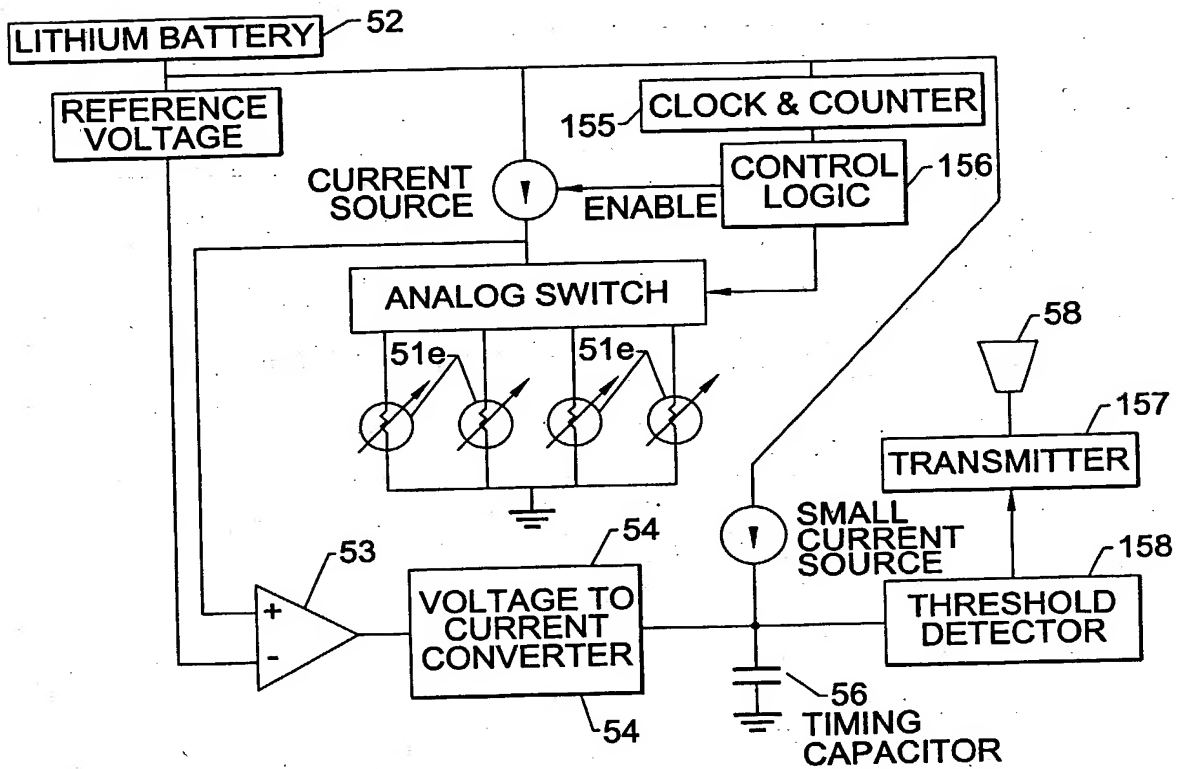 LITHIUM BATTERY
52
REFERENCE
VOLTAGE
155
CLOCK & COUNTER
CURRENT
SOURCE
ENABLE
CONTROL
LOGIC
156
ANALOG SWITCH
51e
51e
58
157
TRANSMITTER
SMALL
CURRENT
SOURCE
53
+
-
54
VOLTAGE TO
CURRENT
CONVERTER
54
158
THRESHOLD
DETECTOR
56
TIMING
CAPACITOR